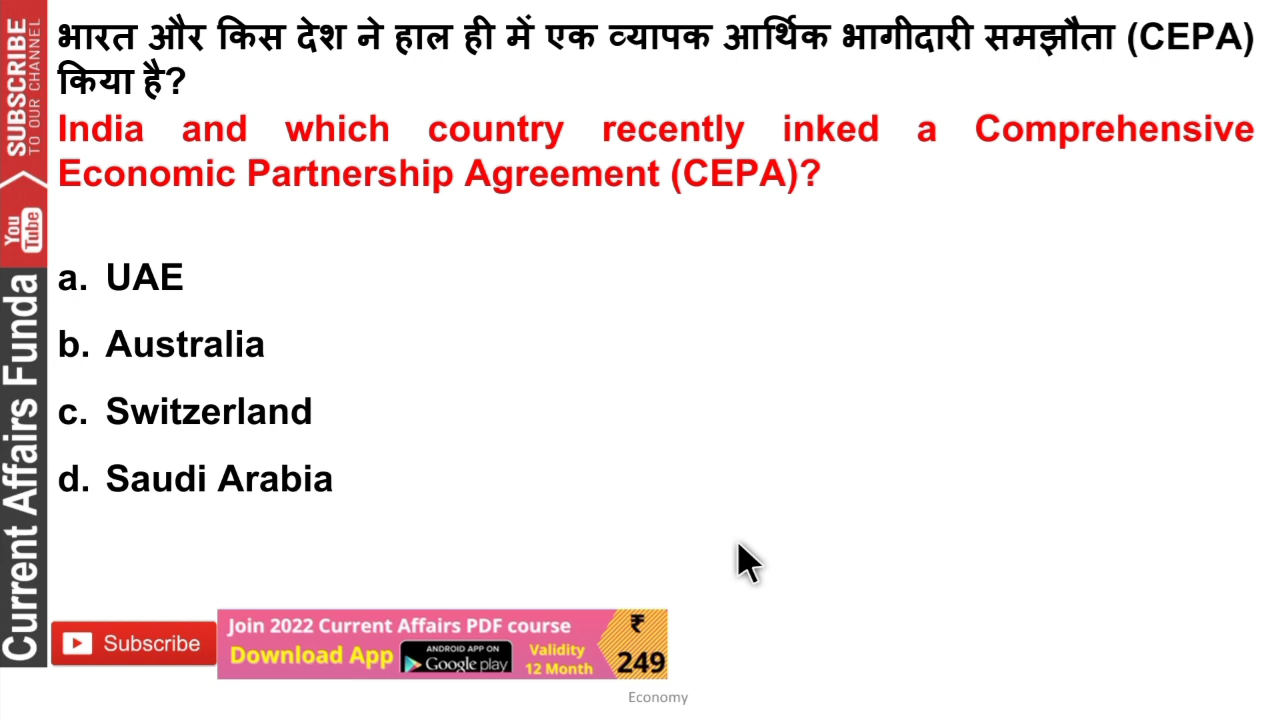 भारत और किस देश ने हाल ही में एक व्यापक आर्थिक भागीदारी समझौता (CEPA)
किया है?
India and which country recently inked a Comprehensive
Economic Partnership Agreement (CEPA)?
a. UAE
b. Australia
c. Switzerland
d. Saudi Arabia
SUBSCRIBE
TO OUR CHANNEL
You
Tube
Current Affairs Funda
Subscribe
Join 2022 Current Affairs PDF course
Download App
ANDROID APP ON
Google play
Validity
12 Month
₹
249
Economy